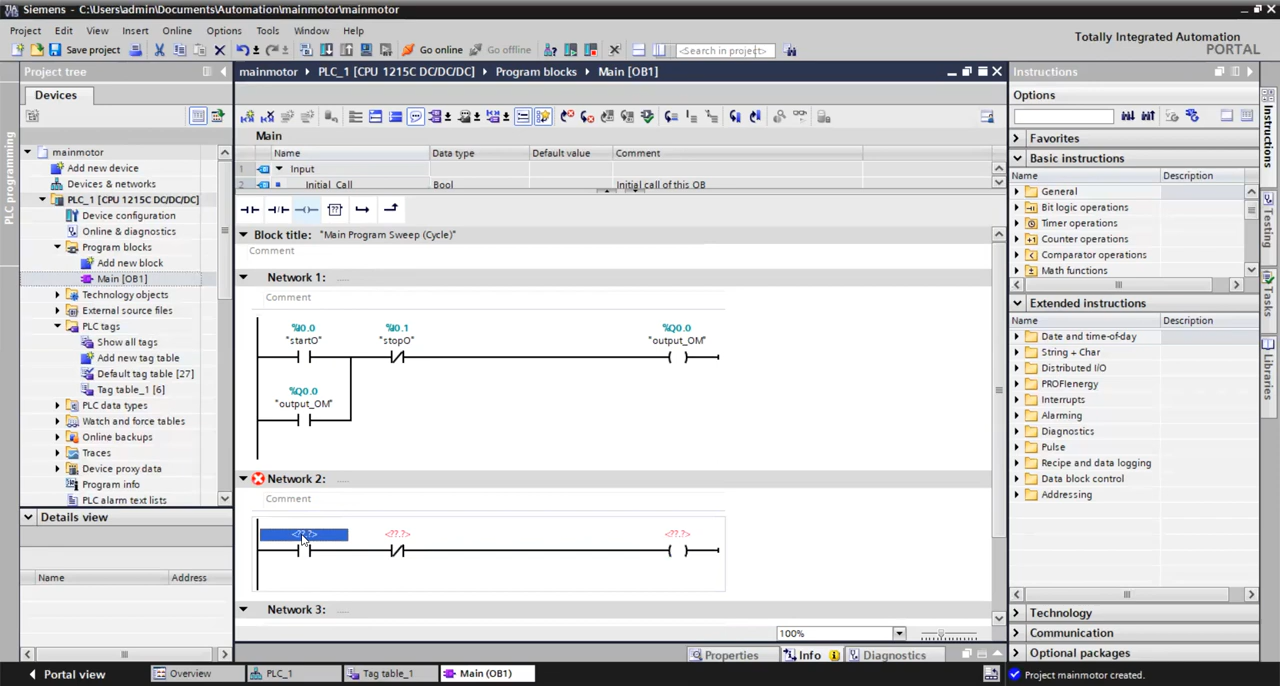 Siemens - C:\Users\admin\Documents\Automation\mainmotor\mainmotor
Project Edit View Insert Online Options Tools Window Help
Totally Integrated Automation
PORTAL
Save project Go online Go offline <Search in project>
Project tree
mainmotor PLC_1 [CPU 1215C DC/DC/DC] Program blocks Main [OB1]
Instructions
Devices
Options
PLC programming
Main
Name Data type Default value Comment
1 Input
2 Initial_Call Bool Initial call of this OB
mainmotor
Add new device
Devices & networks
PLC_1 [CPU 1215C DC/DC/DC]
Device configuration
Online & diagnostics
Program blocks
Add new block
Main [OB1]
Technology objects
External source files
PLC tags
Show all tags
Add new tag table
Default tag table [27]
Tag table_1 [6]
PLC data types
Watch and force tables
Online backups
Traces
Device proxy data
Program info
PLC alarm text lists
Details view
Name Address
Block title: "Main Program Sweep (Cycle)"
Comment
Network 1:
Comment
%I0.0
"startO"
%I0.1
"stopO"
%Q0.0
"output_OM"
%Q0.0
"output_OM"
Network 2:
Comment
<??.?> <??.?> <??.?>
Network 3:
100%
Properties Info Diagnostics
Favorites
Basic instructions
Name Description
General
Bit logic operations
Timer operations
Counter operations
Comparator operations
Math functions
Extended instructions
Name Description
Date and time-of-day
String + Char
Distributed I/O
PROFIenergy
Interrupts
Alarming
Diagnostics
Pulse
Recipe and data logging
Data block control
Addressing
Technology
Communication
Optional packages
Instructions
Testing
Tasks
Libraries
Portal view Overview PLC_1 Tag table_1 Main (OB1) Project mainmotor created.